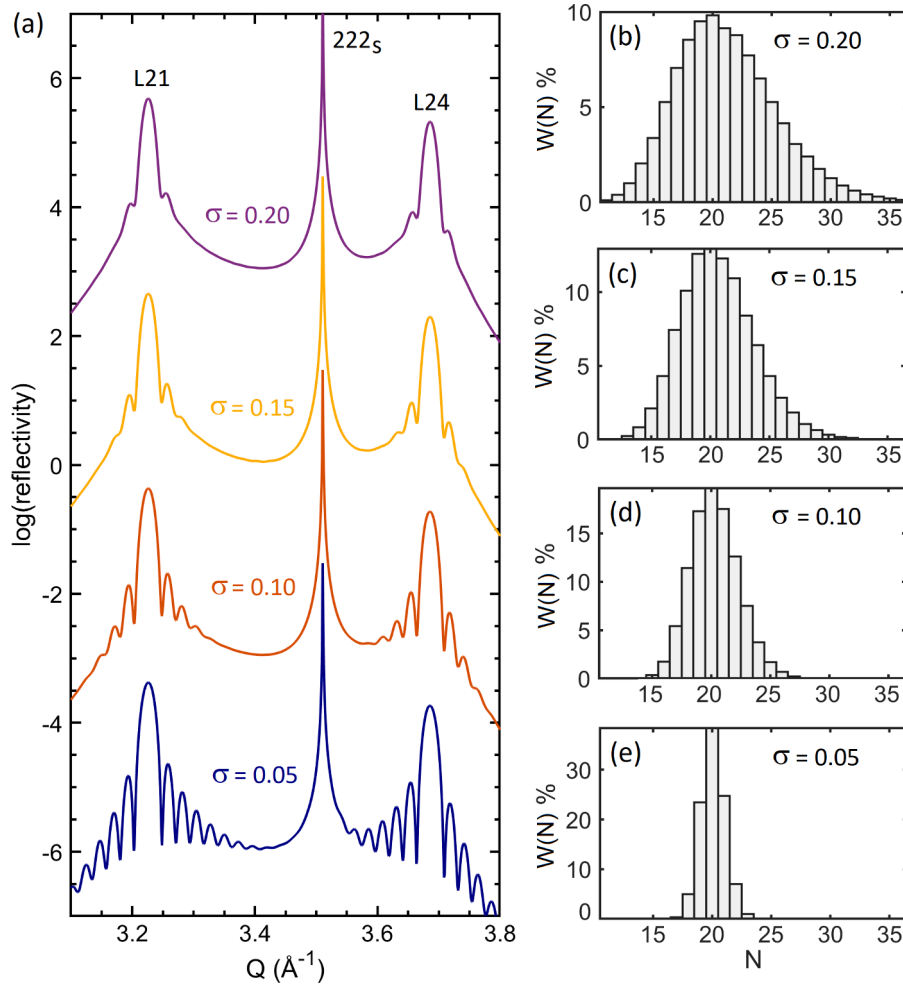 (a)
222S
L21
L24
σ = 0.20
σ = 0.15
σ = 0.10
σ = 0.05
6
4
2
0
-2
-4
-6
log(reflectivity)
3.2
3.4
3.6
3.8
Q (Å-1)
(b)
σ = 0.20
10
5
0
W(N) %
15
20
25
30
35
(c)
σ = 0.15
10
5
0
W(N) %
15
20
25
30
35
(d)
σ = 0.10
15
10
5
0
W(N) %
15
20
25
30
35
(e)
σ = 0.05
30
20
10
0
W(N) %
15
20
25
30
35
N